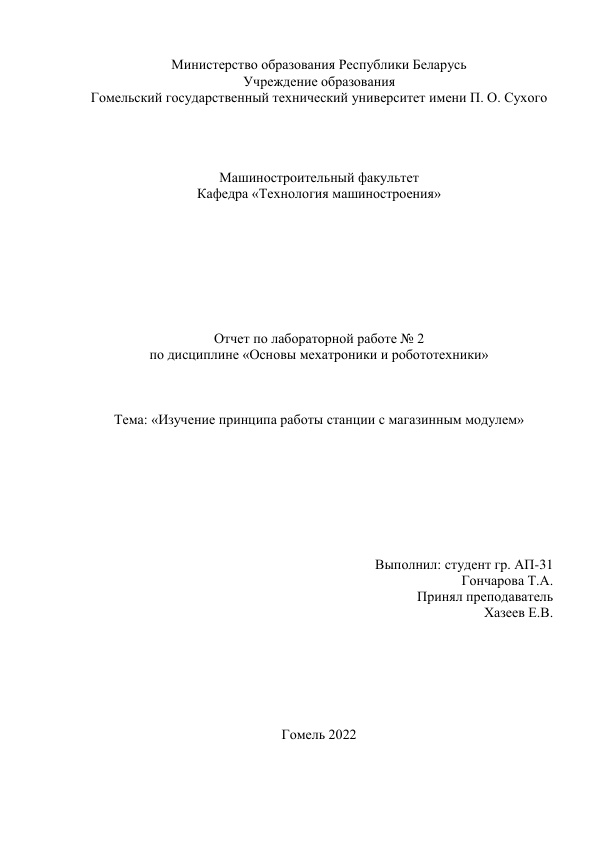 Министерство образования Республики Беларусь
Учреждение образования
Гомельский государственный технический университет имени П. О. Сухого
Машиностроительный факультет
Кафедра «Технология машиностроения»
Отчет по лабораторной работе № 2
по дисциплине «Основы мехатроники и робототехники»
Тема: «Изучение принципа работы станции с магазинным модулем»
Выполнил: студент гр. АП-31
Гончарова Т.А.
Принял преподаватель
Хазеев Е.В.
Гомель 2022